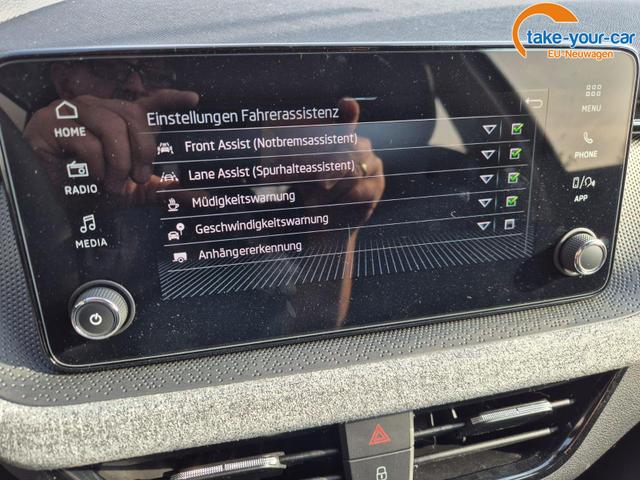 take-your-car
EU-Neuwagen
HOME
RADIO
MEDIA
Einstellungen Fahrerassistenz
Front Assist (Notbremsassistent)
Lane Assist (Spurhalteassistent)
Müdigkeitswarnung
Geschwindigkeitswarnung
Anhängererkennung
MENU
PHONE
APP